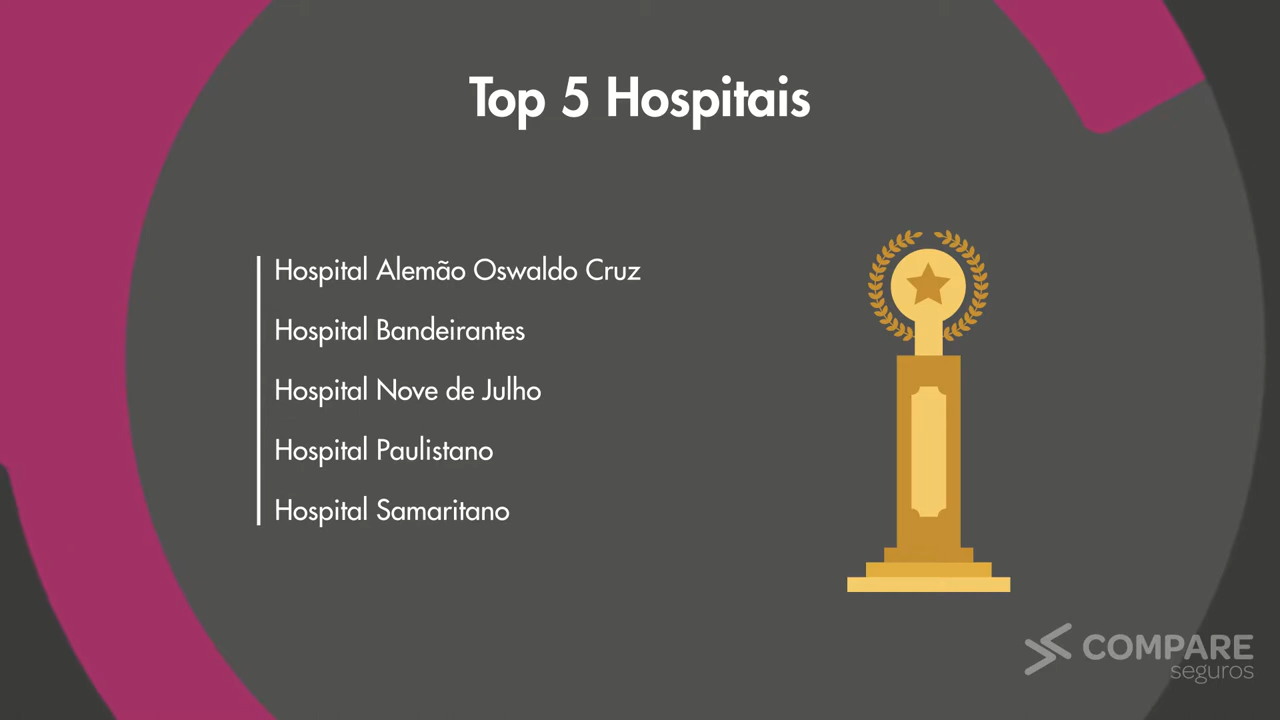 Top 5 Hospitais
Hospital Alemão Oswaldo Cruz
Hospital Bandeirantes
Hospital Nove de Julho
Hospital Paulistano
Hospital Samaritano
COMPARE
seguros